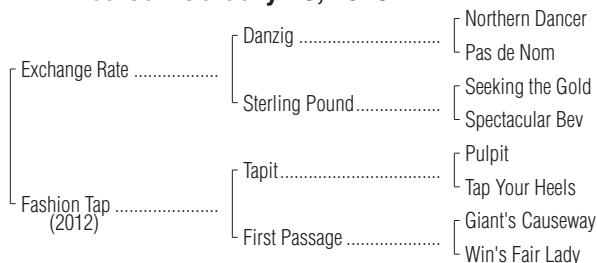 Northern Dancer
Danzig
Pas de Nom
Exchange Rate
Seeking the Gold
Sterling Pound
Spectacular Bev
Pulpit
Tapit
Tap Your Heels
Fashion Tap
(2012)
Giant's Causeway
First Passage
Win's Fair Lady